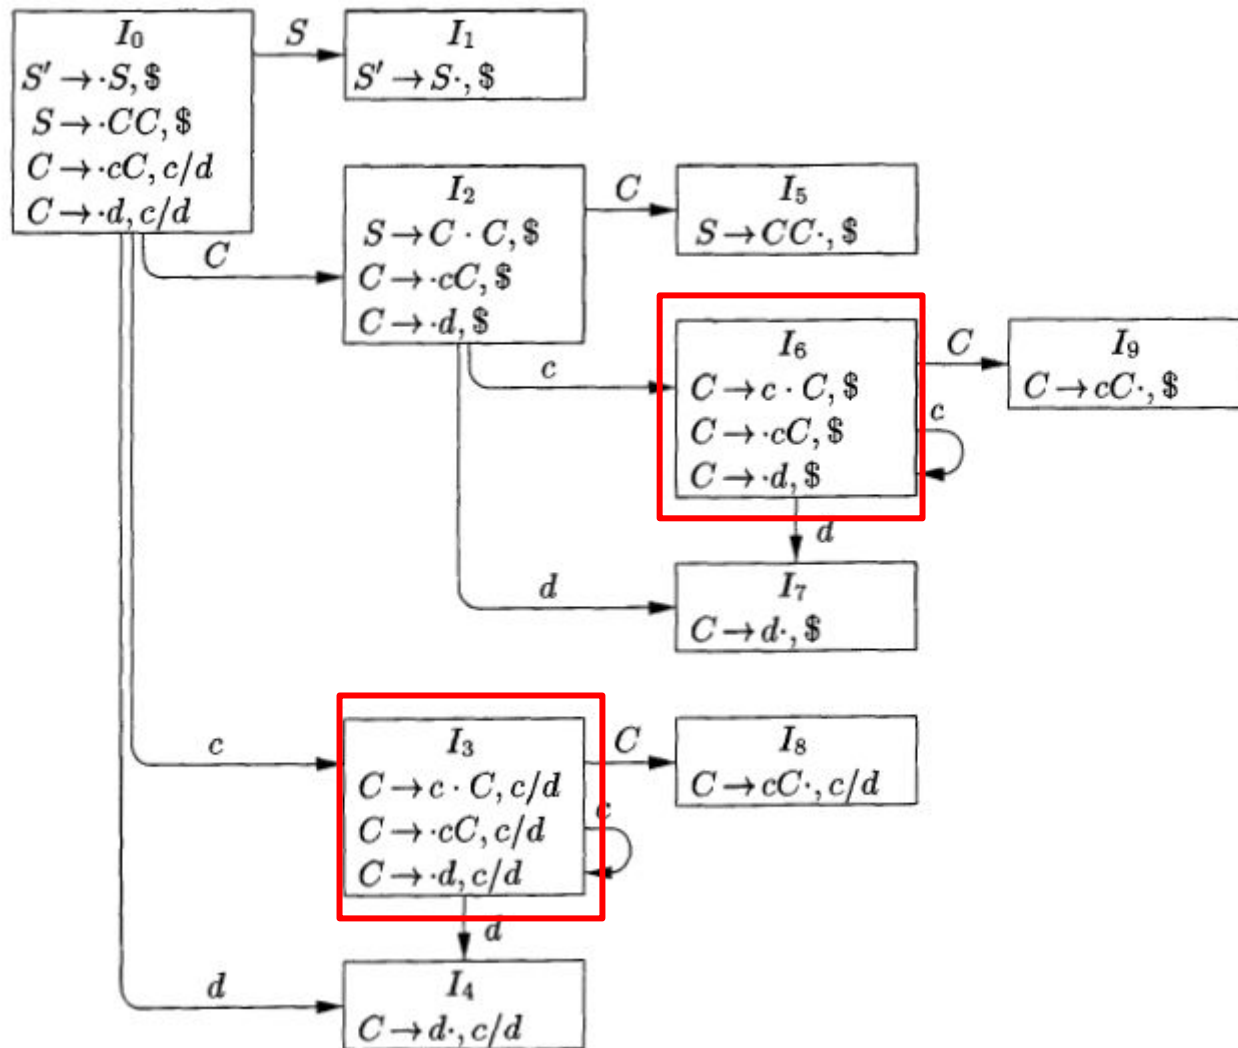 I₀
S′ → ·S, $
S → ·CC, $
C → ·cC, c/d
C → ·d, c/d
S
I₁
S′ → S·, $
C
I₂
S → C · C, $
C → ·cC, $
C → ·d, $
C
I₅
S → CC·, $
c
I₆
C → c · C, $
C → ·cC, $
C → ·d, $
C
I₉
C → cC·, $
c
d
d
I₇
C → d·, $
c
I₃
C → c · C, c/d
C → ·cC, c/d
C → ·d, c/d
C
I₈
C → cC·, c/d
c
d
d
I₄
C → d·, c/d